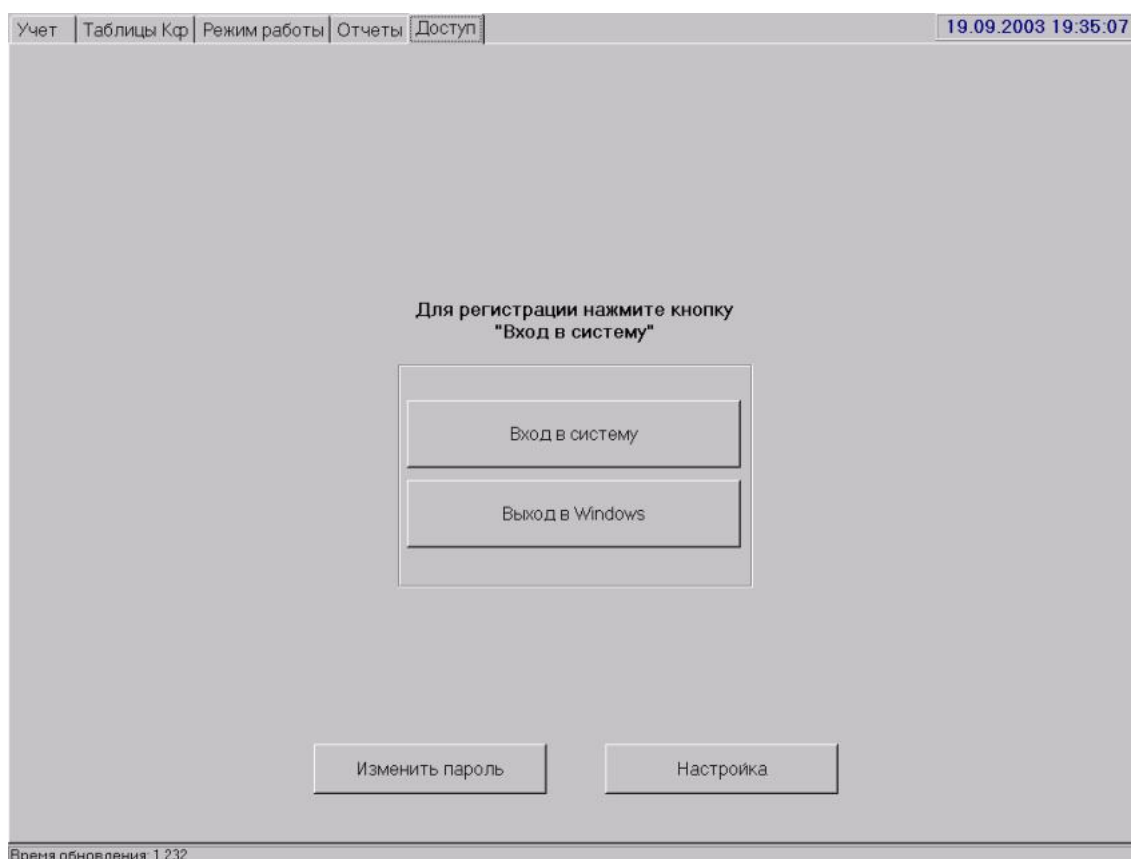 Учет Таблицы Кф Режим работы Отчеты Доступ 19.09.2003 19:35:07
Для регистрации нажмите кнопку
"Вход в систему"
Вход в систему
Выход в Windows
Изменить пароль Настройка
Время обновления: 1 232